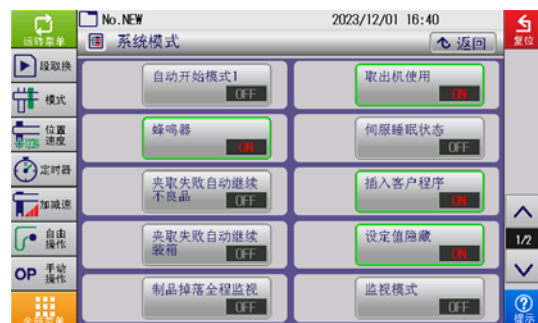 No.NEW 2023/12/01 16:40
运转菜单
系统模式
返回
复位
段取换
模式
位置
速度
定时器
加减速
自由
操作
OP 手动
操作
全部菜单
自动开始模式1
OFF
取出机使用
ON
蜂鸣器
ON
伺服睡眠状态
OFF
夹取失败自动继续
不良品 OFF
插入客户程序
ON
夹取失败自动继续
装箱 OFF
设定值隐藏
ON
制品掉落全程监视
OFF
监视模式
OFF
1/2
提示